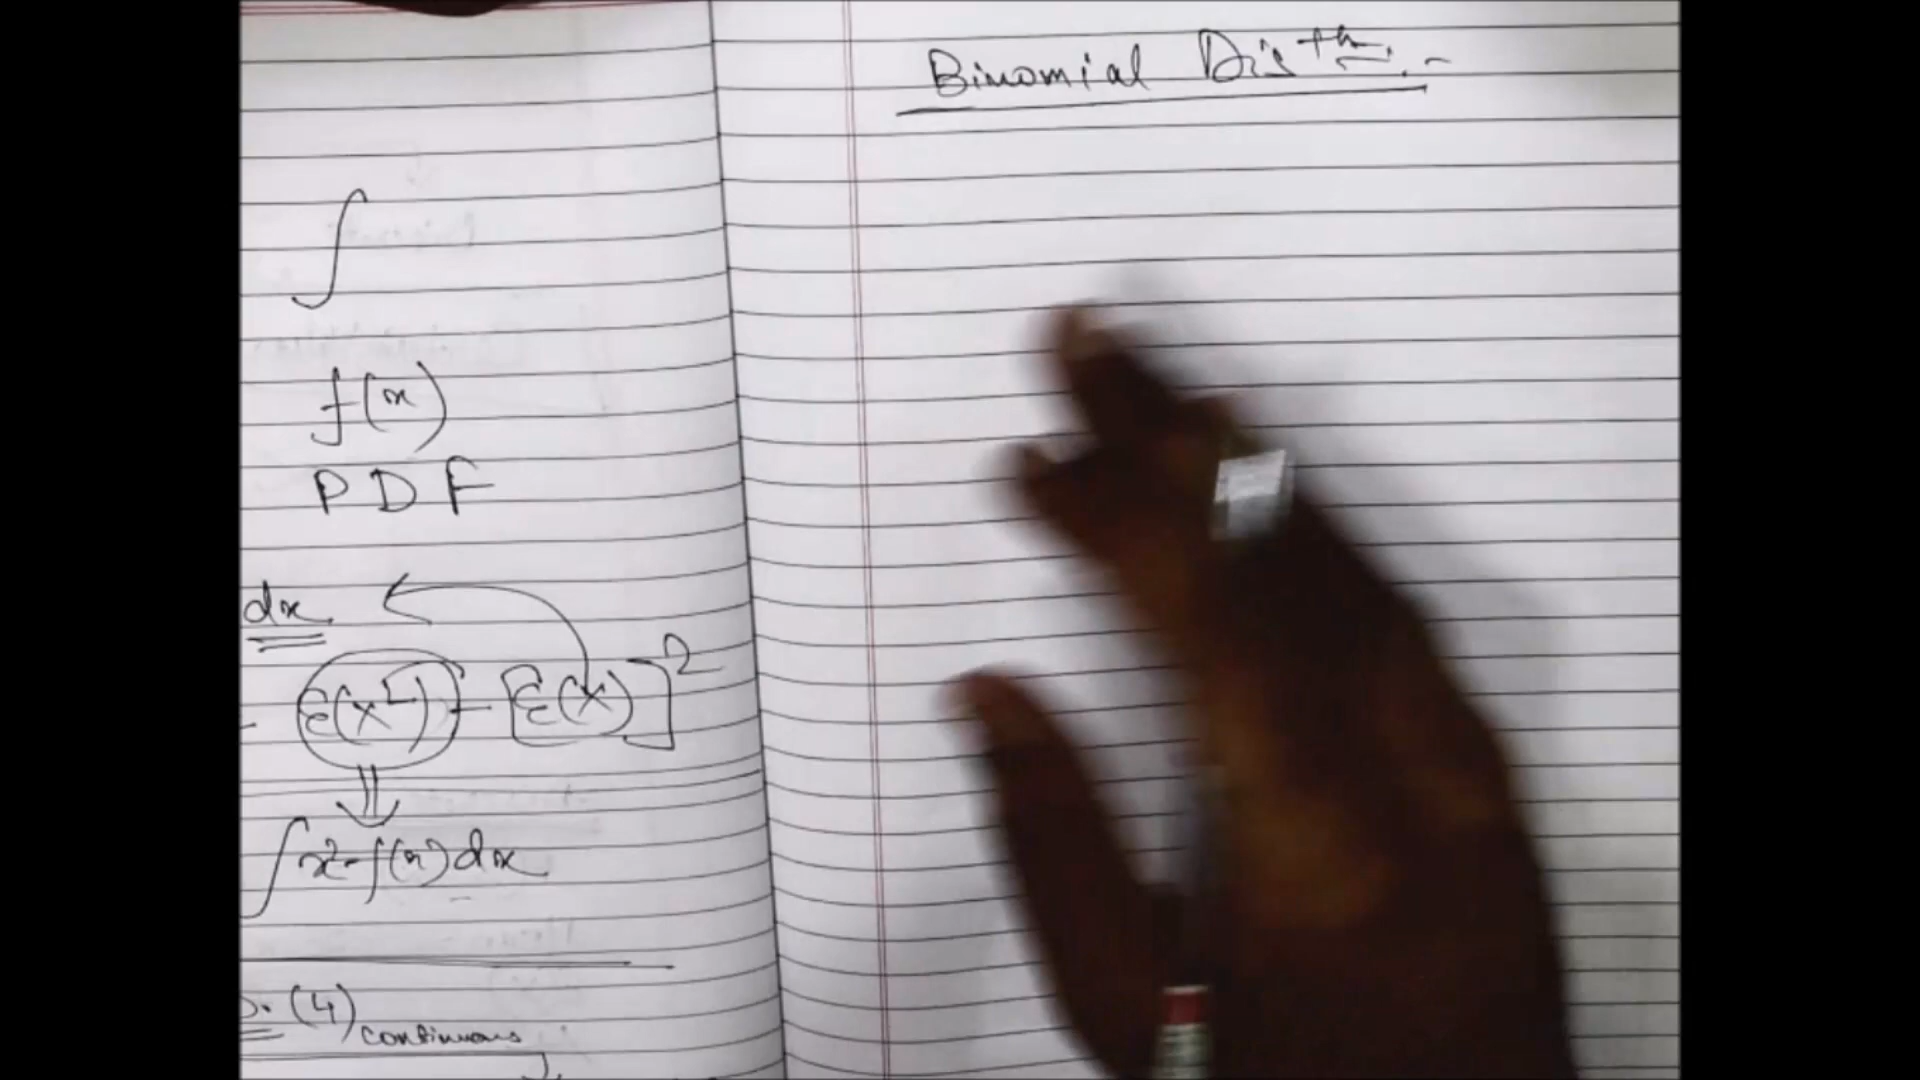 ∫
f(x)
PDF
dx
- E(x²) - [E(x)]²
⇓
∫x²-f(x)dx
. (4) continuous
Binomial Distn.-